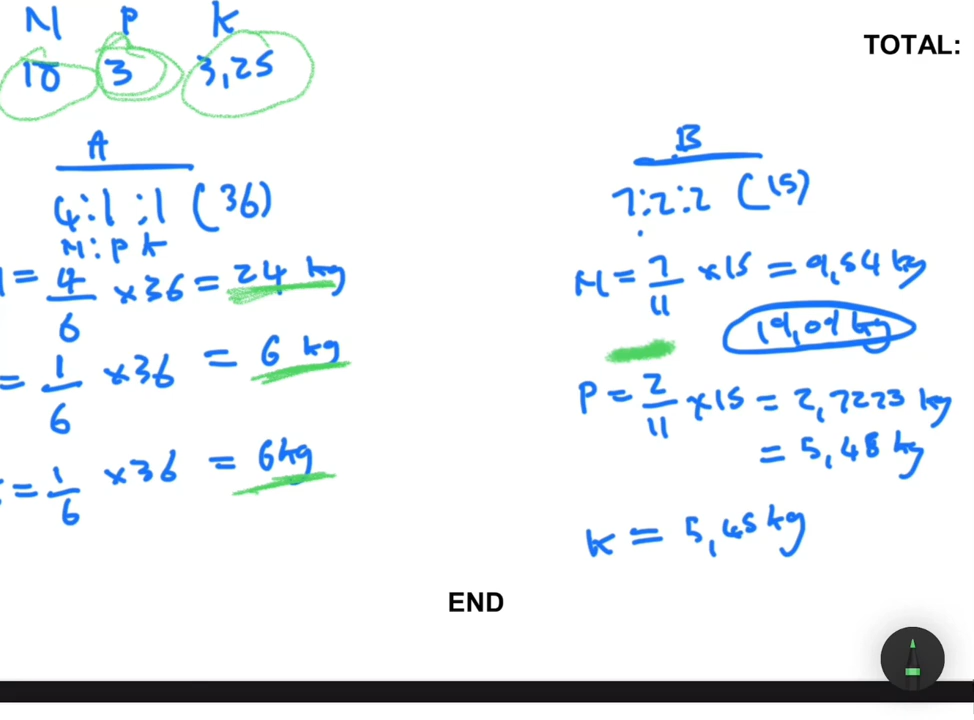 M P K
10 3 3,25
TOTAL:
A
4:1:1 (36)
M:P K
= 4/6 ×36 = 24 kg
= 1/6 ×36 = 6 kg
= 1/6 ×36 = 6kg
B
7:2:2 (15)
M = 7/11 ×15 = 9,54 kg
19,09 kg
P = 2/11 ×15 = 2,7273 kg
= 5,45 kg
K = 5,45 kg
END